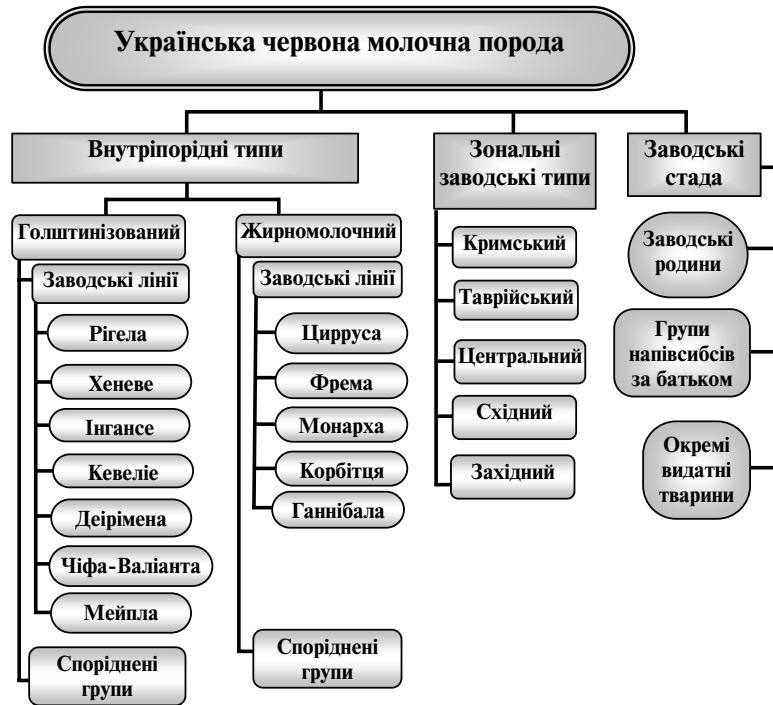 Українська червона молочна порода
Внутріпорідні типи
Голштинізований
Заводські лінії
Рігела
Хеневе
Інгансе
Кевеліе
Деірімена
Чіфа-Валіанта
Мейпла
Споріднені
групи
Жирномолочний
Заводські лінії
Цирруса
Фрема
Монарха
Корбітця
Ганнібала
Споріднені
групи
Зональні
заводські типи
Кримський
Таврійський
Центральний
Східний
Західний
Заводські
стада
Заводські
родини
Групи
напівсибсів
за батьком
Окремі
видатні
тварини